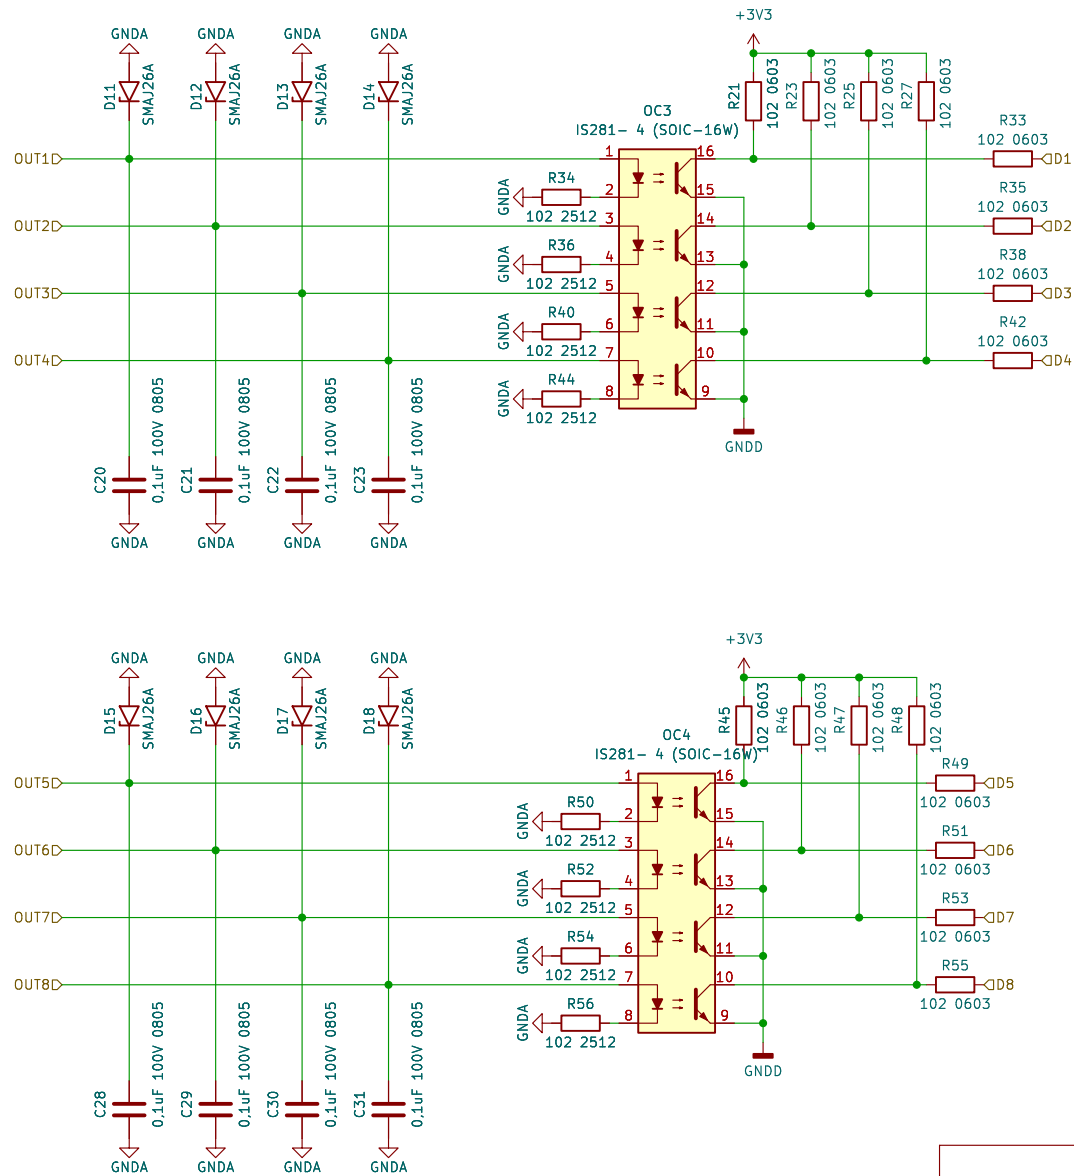 +3V3
GNDA GNDA GNDA GNDA
D11 SMAJ26A D12 SMAJ26A D13 SMAJ26A D14 SMAJ26A
R21 102 0603 R23 102 0603 R25 102 0603 R27 102 0603
OC3
IS281- 4 (SOIC-16W)
R33
102 0603
OUT1 1 16 D1
R34
GNDA 2 15
102 2512
R35
102 0603
OUT2 3 14 D2
R36
GNDA 4 13
102 2512
R38
102 0603
OUT3 5 12 D3
R40
GNDA 6 11
102 2512
R42
102 0603
OUT4 7 10 D4
R44
GNDA 8 9
102 2512
GNDD
C20 0,1uF 100V 0805 C21 0,1uF 100V 0805 C22 0,1uF 100V 0805 C23 0,1uF 100V 0805
GNDA GNDA GNDA GNDA
+3V3
GNDA GNDA GNDA GNDA
D15 SMAJ26A D16 SMAJ26A D17 SMAJ26A D18 SMAJ26A
R45 102 0603 R46 102 0603 R47 102 0603 R48 102 0603
OC4
IS281- 4 (SOIC-16W)
R49
OUT5 1 16 D5
102 0603
R50
GNDA 2 15
102 2512
R51
OUT6 3 14 D6
102 0603
R52
GNDA 4 13
102 2512
R53
OUT7 5 12 D7
102 0603
R54
GNDA 6 11
102 2512
R55
OUT8 7 10 D8
102 0603
R56
GNDA 8 9
102 2512
GNDD
C28 0,1uF 100V 0805 C29 0,1uF 100V 0805 C30 0,1uF 100V 0805 C31 0,1uF 100V 0805
GNDA GNDA GNDA GNDA